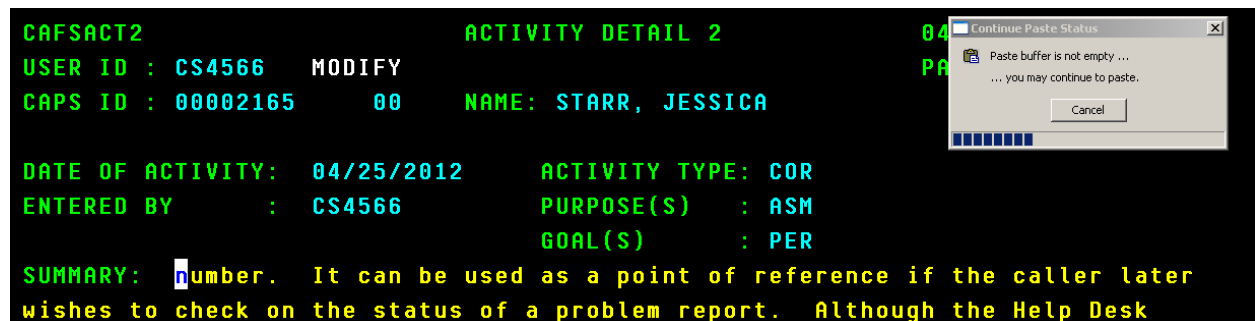 CAFSACT2 ACTIVITY DETAIL 2 04
USER ID : CS4566 MODIFY PA
CAPS ID : 00002165 00 NAME: STARR, JESSICA
Continue Paste Status
Paste buffer is not empty ...
... you may continue to paste.
Cancel
DATE OF ACTIVITY: 04/25/2012 ACTIVITY TYPE: COR
ENTERED BY : CS4566 PURPOSE(S) : ASM
GOAL(S) : PER
SUMMARY: number. It can be used as a point of reference if the caller later
wishes to check on the status of a problem report. Although the Help Desk